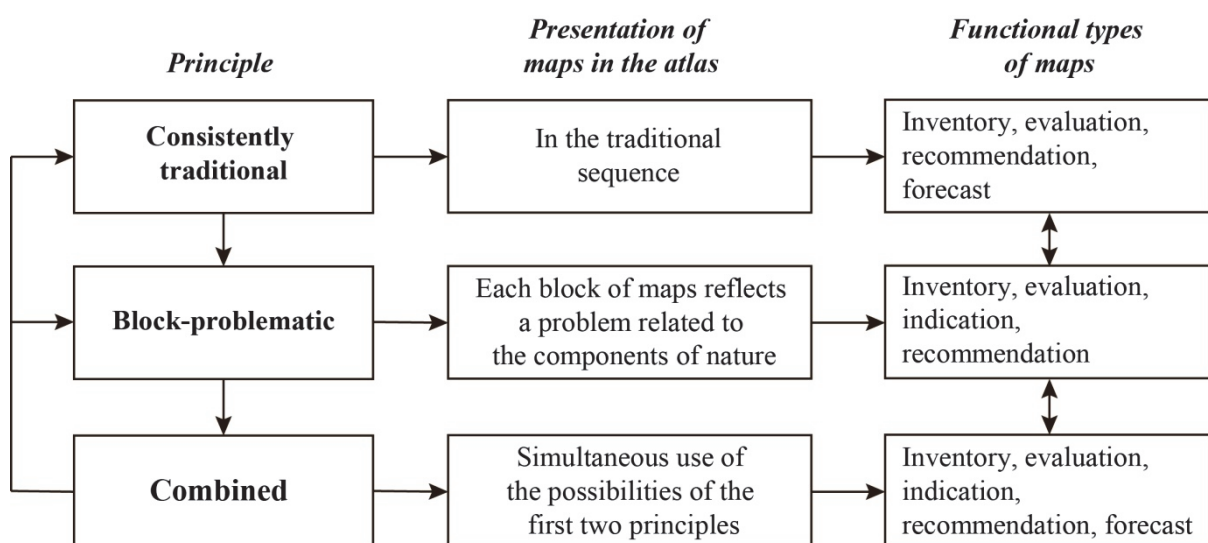 Principle
Presentation of
maps in the atlas
Functional types
of maps
Consistently
traditional
In the traditional
sequence
Inventory, evaluation,
recommendation,
forecast
Block-problematic
Each block of maps reflects
a problem related to
the components of nature
Inventory, evaluation,
indication,
recommendation
Combined
Simultaneous use of
the possibilities of the
first two principles
Inventory, evaluation,
indication,
recommendation, forecast